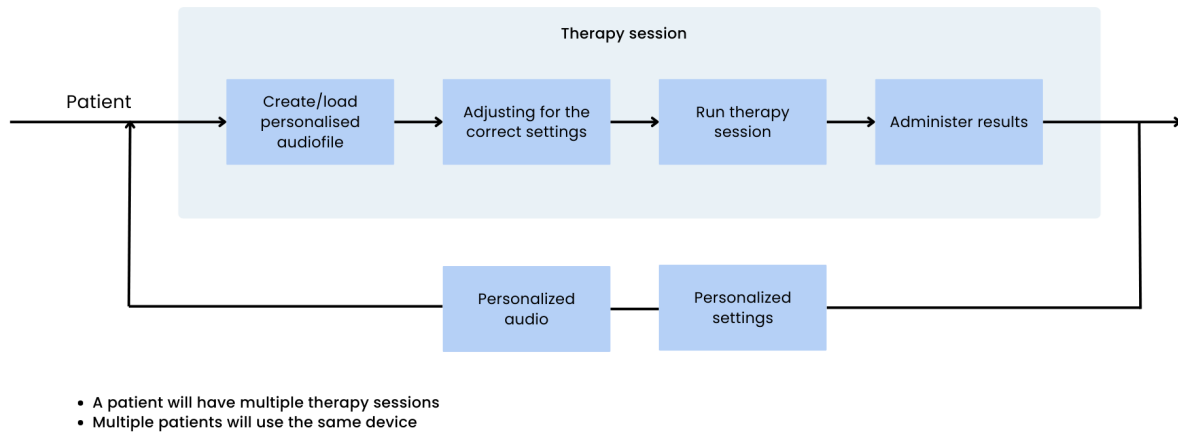 Therapy session
Patient
Create/load
personalised
audiofile
Adjusting for the
correct settings
Run therapy
session
Administer results
Personalized
audio
Personalized
settings
• A patient will have multiple therapy sessions
• Multiple patients will use the same device